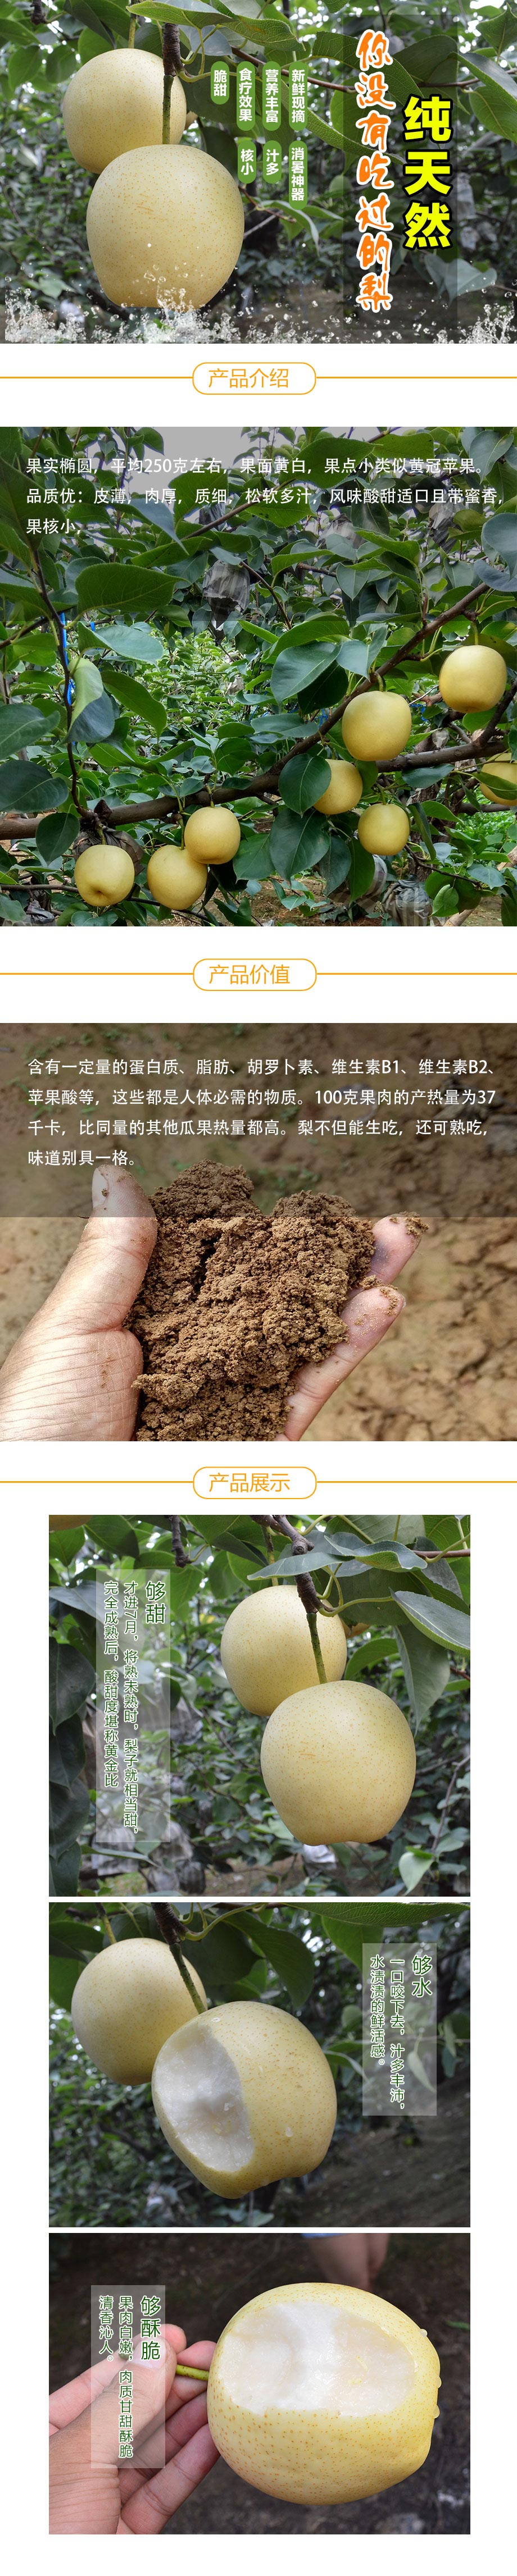 纯天然
你没有吃过的梨
新鲜现摘
消暑神器
营养丰富
汁多
食疗效果
核小
脆甜
产品介绍
果实椭圆，平均250克左右，果面黄白，果点小类似黄冠苹果。
品质优：皮薄，肉厚，质细，松软多汁，风味酸甜适口且带蜜香，
果核小，
产品价值
含有一定量的蛋白质、脂肪、胡萝卜素、维生素B1、维生素B2、
苹果酸等，这些都是人体必需的物质。100克果肉的产热量为37
千卡，比同量的其他瓜果热量都高。梨不但能生吃，还可熟吃，
味道别具一格。
产品展示
够甜
才进7月，将熟未熟时，梨子就相当甜，
完全成熟后，酸甜度堪称黄金比
够水
一口咬下去，汁多丰沛，
水渍渍的鲜活感。
够酥脆
果肉白嫩，肉质甘甜酥脆
清香沁人。